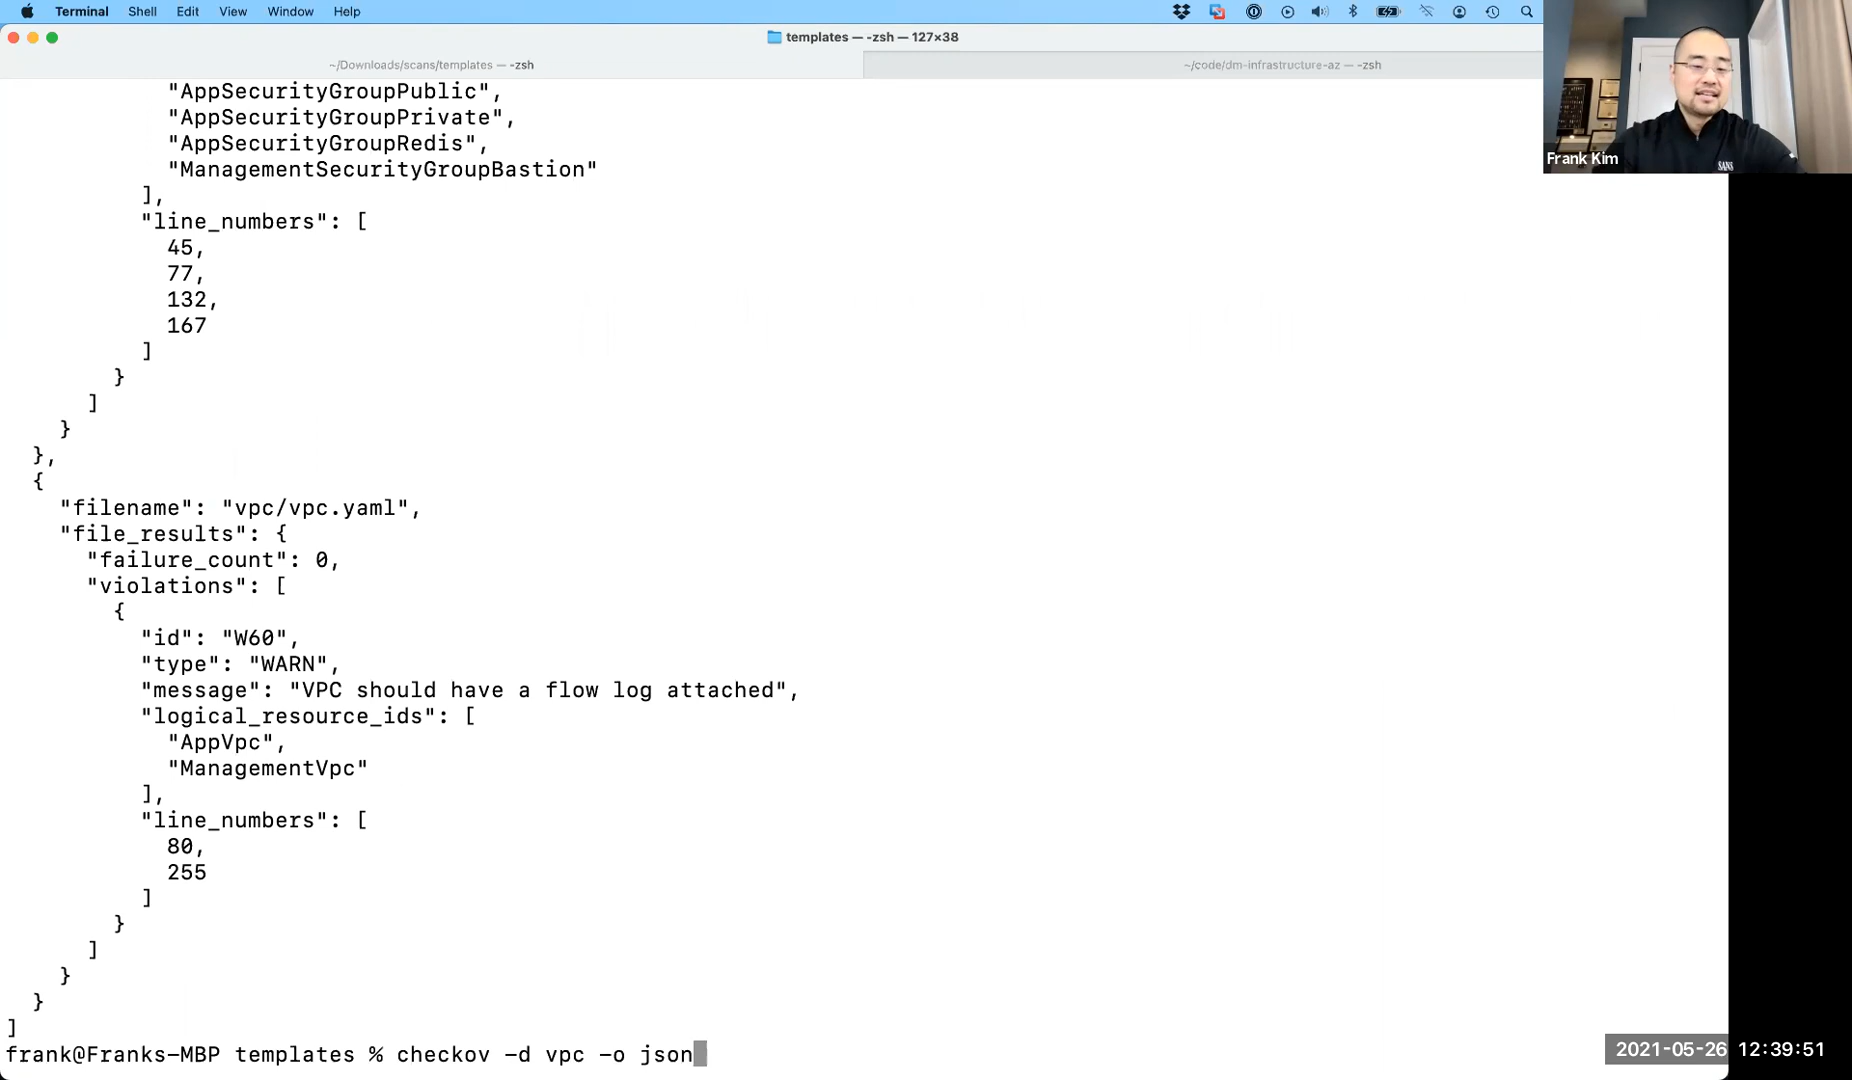 Terminal Shell Edit View Window Help
templates — -zsh — 127×38
~/Downloads/scans/templates — -zsh
~/code/dm-infrastructure-az — -zsh
"AppSecurityGroupPublic",
"AppSecurityGroupPrivate",
"AppSecurityGroupRedis",
"ManagementSecurityGroupBastion"
],
"line_numbers": [
45,
77,
132,
167
]
}
]
}
},
{
"filename": "vpc/vpc.yaml",
"file_results": {
"failure_count": 0,
"violations": [
{
"id": "W60",
"type": "WARN",
"message": "VPC should have a flow log attached",
"logical_resource_ids": [
"AppVpc",
"ManagementVpc"
],
"line_numbers": [
80,
255
]
}
]
}
}
]
frank@Franks-MBP templates % checkov -d vpc -o json
Frank Kim
SANS
2021-05-26 12:39:51